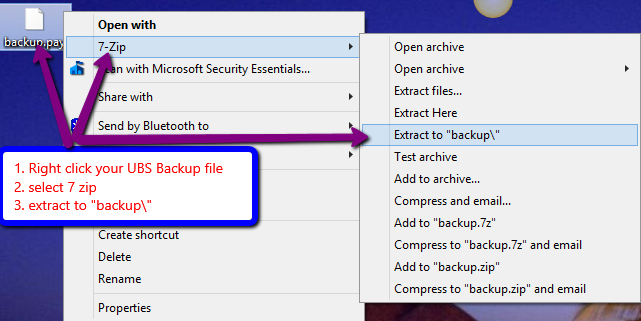 backup.pay
Open with
7-Zip
Scan with Microsoft Security Essentials...
Share with
Send by Bluetooth to
1. Right click your UBS Backup file
2. select 7 zip
3. extract to "backup\"
Create shortcut
Delete
Rename
Properties
Open archive
Open archive
Extract files...
Extract Here
Extract to "backup\"
Test archive
Add to archive...
Compress and email...
Add to "backup.7z"
Compress to "backup.7z" and email
Add to "backup.zip"
Compress to "backup.zip" and email